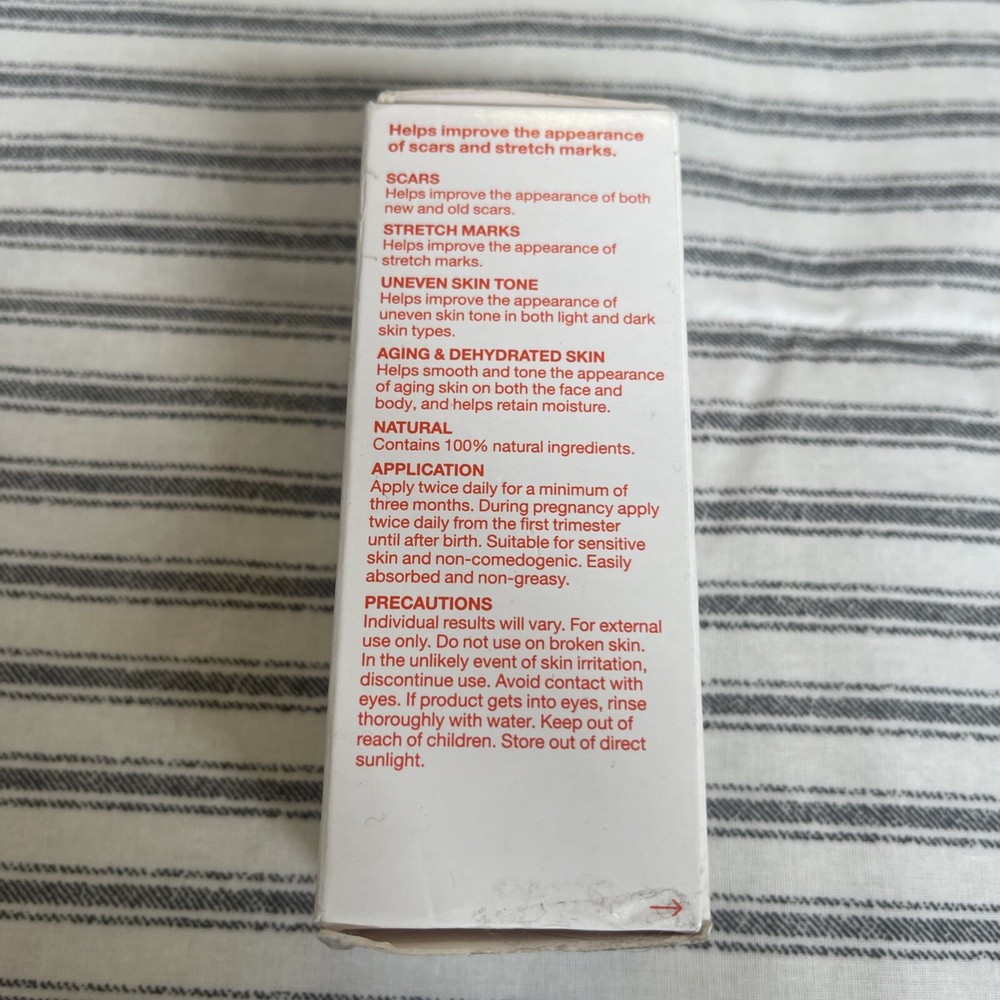 Helps improve the appearance
of scars and stretch marks.
SCARS
Helps improve the appearance of both
new and old scars.
STRETCH MARKS
Helps improve the appearance of
stretch marks.
UNEVEN SKIN TONE
Helps improve the appearance of
uneven skin tone in both light and dark
skin types.
AGING & DEHYDRATED SKIN
Helps smooth and tone the appearance
of aging skin on both the face and
body, and helps retain moisture.
NATURAL
Contains 100% natural ingredients.
APPLICATION
Apply twice daily for a minimum of
three months. During pregnancy apply
twice daily from the first trimester
until after birth. Suitable for sensitive
skin and non-comedogenic. Easily
absorbed and non-greasy.
PRECAUTIONS
Individual results will vary. For external
use only. Do not use on broken skin.
In the unlikely event of skin irritation,
discontinue use. Avoid contact with
eyes. If product gets into eyes, rinse
thoroughly with water. Keep out of
reach of children. Store out of direct
sunlight.